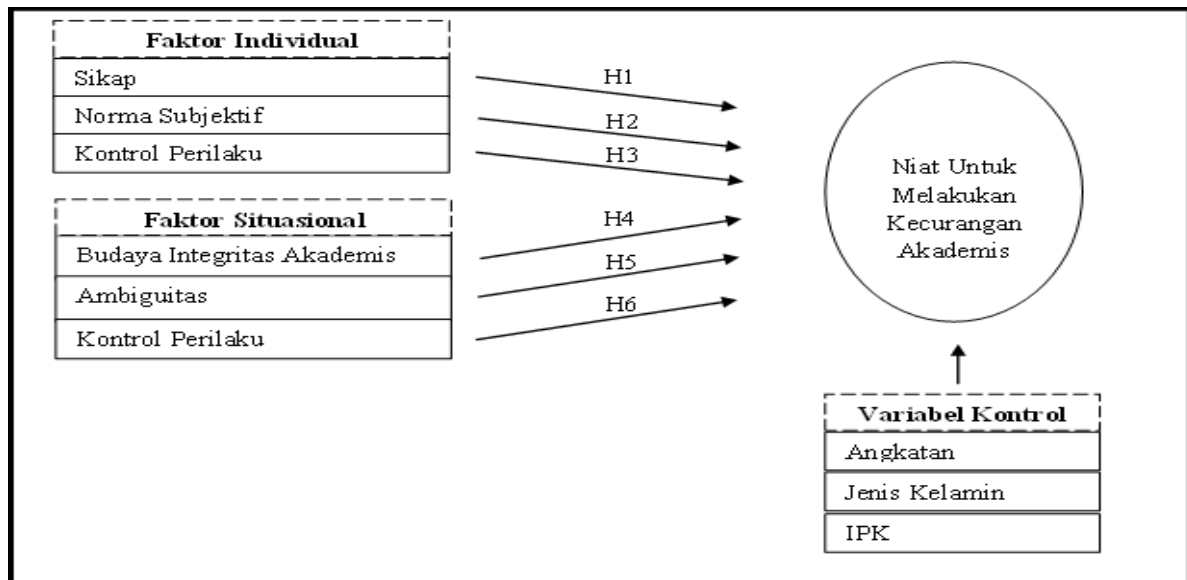 Faktor Individual
Sikap
Norma Subjektif
Kontrol Perilaku
H1
H2
H3
Faktor Situasional
Budaya Integritas Akademis
Ambiguitas
Kontrol Perilaku
H4
H5
H6
Niat Untuk
Melakukan
Kecurangan
Akademis
Variabel Kontrol
Angkatan
Jenis Kelamin
IPK